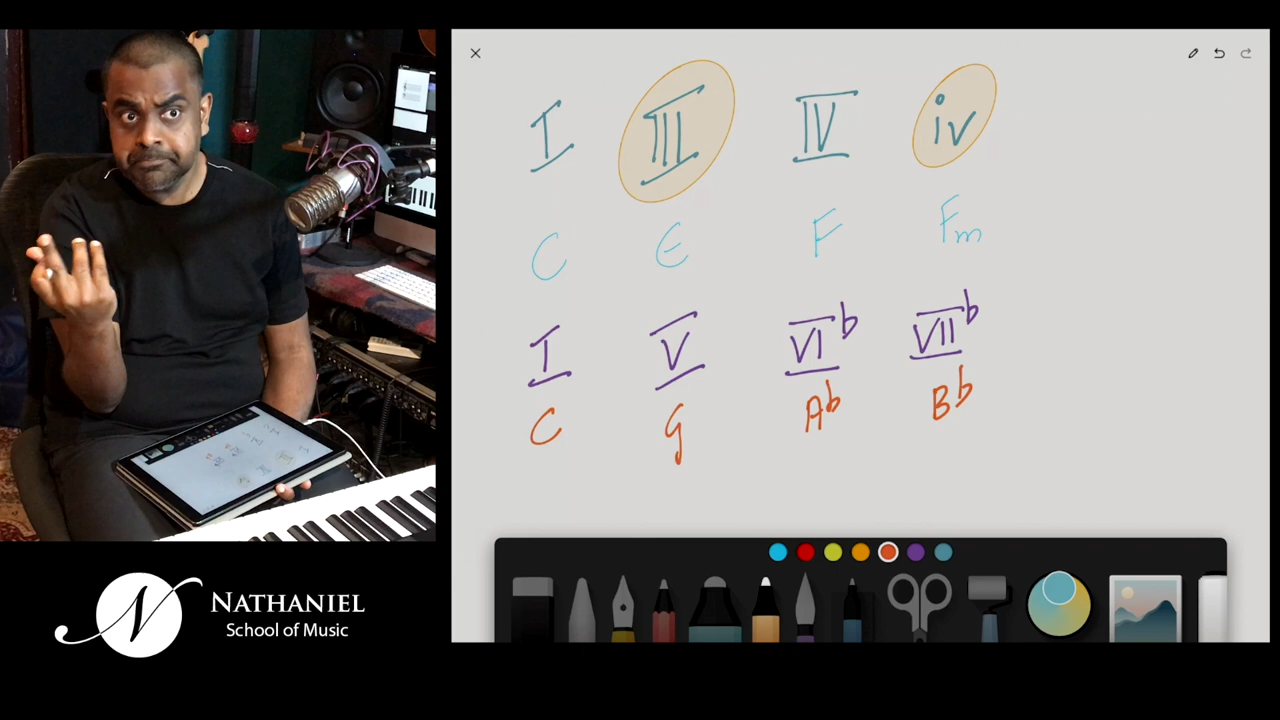 I III IV iv
C E F Fm
I V VIb VIIb
C G Ab Bb
NATHANIEL
School of Music